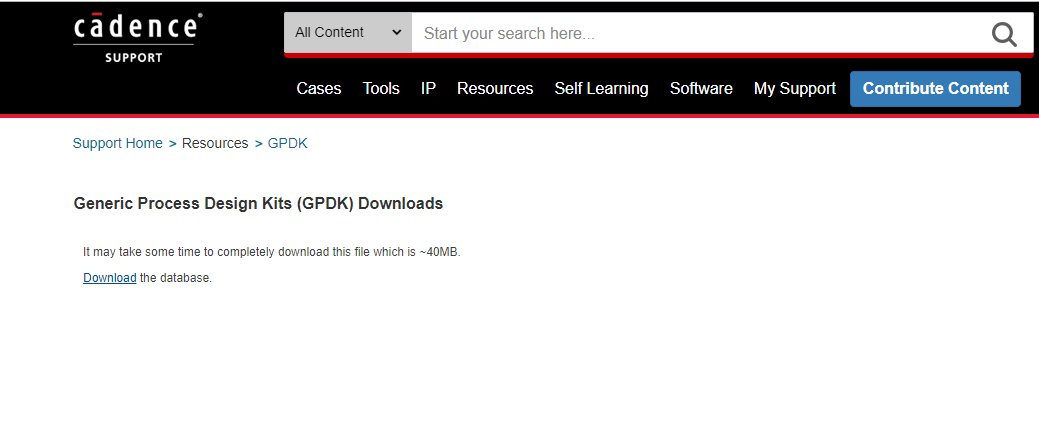 cādence®
SUPPORT
All Content
Start your search here...
Cases Tools IP Resources Self Learning Software My Support Contribute Content
Support Home > Resources > GPDK
Generic Process Design Kits (GPDK) Downloads
It may take some time to completely download this file which is ~40MB.
Download the database.